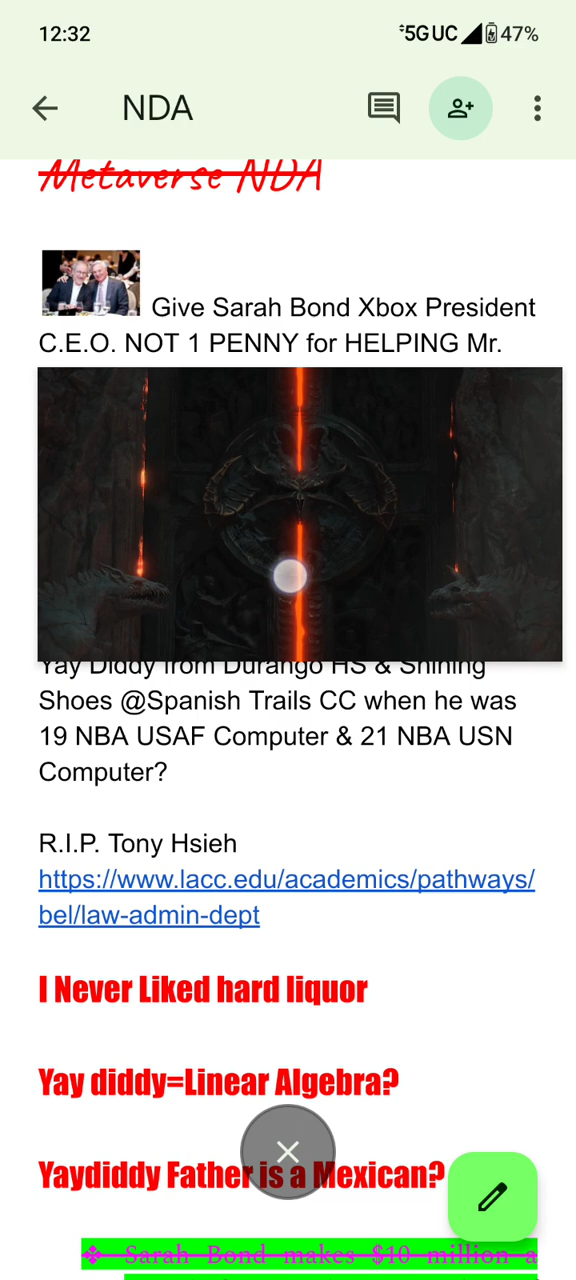 12:32
5G UC 47%
NDA
Metaverse NDA
Give Sarah Bond Xbox President
C.E.O. NOT 1 PENNY for HELPING Mr.
Yay Diddy from Durango HS & Shining
Shoes @Spanish Trails CC when he was
19 NBA USAF Computer & 21 NBA USN
Computer?
R.I.P. Tony Hsieh
https://www.lacc.edu/academics/pathways/
bel/law-admin-dept
I Never Liked hard liquor
Yay diddy=Linear Algebra?
Yaydiddy Father is a Mexican?
❖ Sarah Bond makes $10 million a